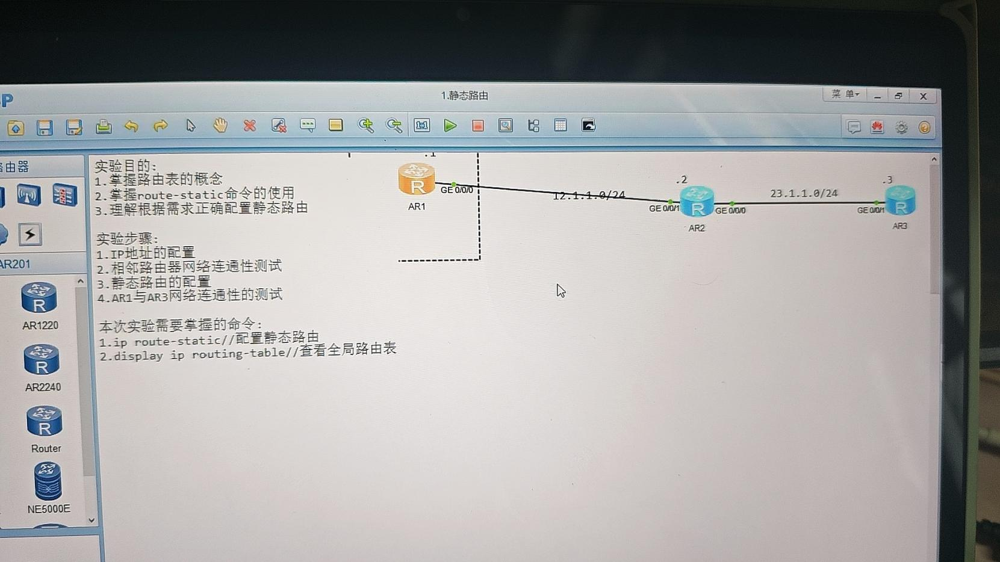 1.静态路由
菜 单
由器
实验目的:
1.掌握路由表的概念
2.掌握route-static命令的使用
3.理解根据需求正确配置静态路由
实验步骤:
1.IP地址的配置
2.相邻路由器网络连通性测试
3.静态路由的配置
4.AR1与AR3网络连通性的测试
本次实验需要掌握的命令:
1.ip route-static//配置静态路由
2.display ip routing-table//查看全局路由表
.1
R
GE 0/0/0
AR1
12.1.1.0/24
.2
GE 0/0/1
R
GE 0/0/0
AR2
23.1.1.0/24
.3
GE 0/0/1
R
AR3
AR201
R
AR1220
R
AR2240
R
Router
NE5000E